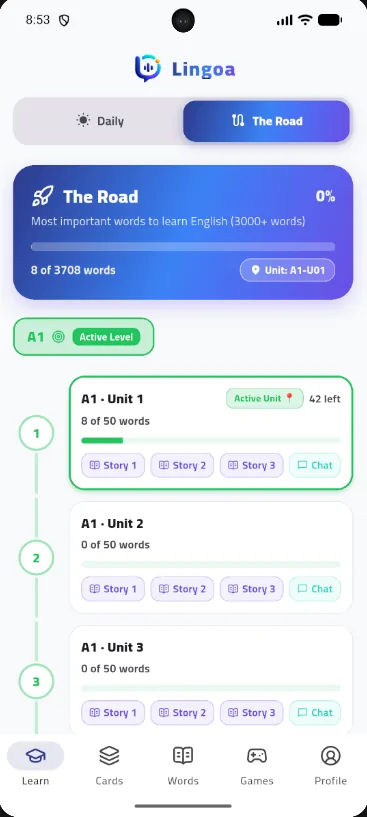 8:53
Lingoa
Daily
The Road
The Road
0%
Most important words to learn English (3000+ words)
8 of 3708 words
Unit: A1-U01
A1
Active Level
1
A1 · Unit 1
Active Unit 📍
42 left
8 of 50 words
Story 1
Story 2
Story 3
Chat
2
A1 · Unit 2
0 of 50 words
Story 1
Story 2
Story 3
Chat
3
A1 · Unit 3
0 of 50 words
Story 1
Story 2
Story 3
Chat
Learn
Cards
Words
Games
Profile